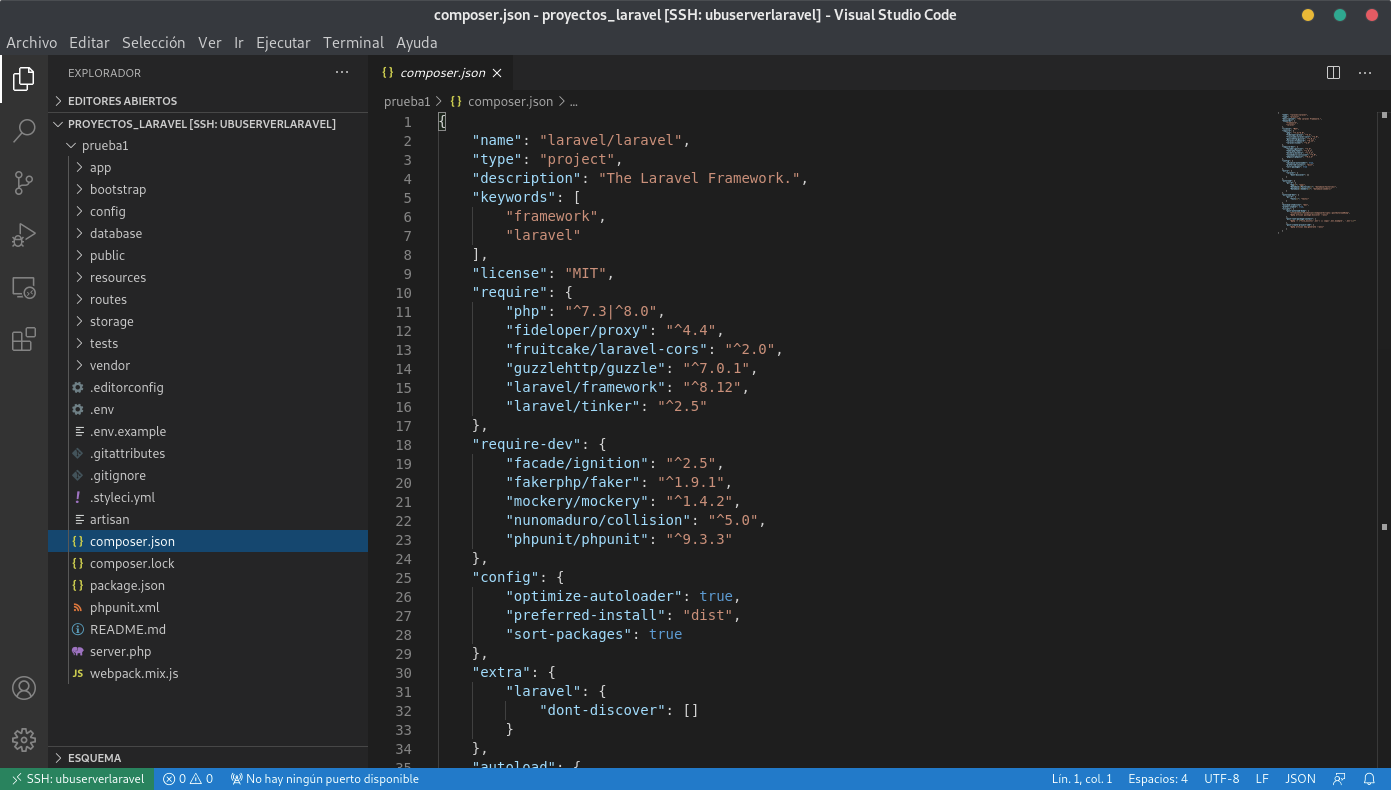 composer.json - proyectos_laravel [SSH: ubuserverlaravel] - Visual Studio Code
Archivo Editar Selección Ver Ir Ejecutar Terminal Ayuda
EXPLORADOR
EDITORES ABIERTOS
PROYECTOS_LARAVEL [SSH: UBUSERVERLARAVEL]
prueba1
app
bootstrap
config
database
public
resources
routes
storage
tests
vendor
.editorconfig
.env
.env.example
.gitattributes
.gitignore
! .styleci.yml
artisan
{} composer.json
{} composer.lock
{} package.json
phpunit.xml
README.md
server.php
JS webpack.mix.js
ESQUEMA
{} composer.json
prueba1 > {} composer.json > ...
1 {
2 "name": "laravel/laravel",
3 "type": "project",
4 "description": "The Laravel Framework.",
5 "keywords": [
6 "framework",
7 "laravel"
8 ],
9 "license": "MIT",
10 "require": {
11 "php": "^7.3|^8.0",
12 "fideloper/proxy": "^4.4",
13 "fruitcake/laravel-cors": "^2.0",
14 "guzzlehttp/guzzle": "^7.0.1",
15 "laravel/framework": "^8.12",
16 "laravel/tinker": "^2.5"
17 },
18 "require-dev": {
19 "facade/ignition": "^2.5",
20 "fakerphp/faker": "^1.9.1",
21 "mockery/mockery": "^1.4.2",
22 "nunomaduro/collision": "^5.0",
23 "phpunit/phpunit": "^9.3.3"
24 },
25 "config": {
26 "optimize-autoloader": true,
27 "preferred-install": "dist",
28 "sort-packages": true
29 },
30 "extra": {
31 "laravel": {
32 "dont-discover": []
33 }
34 },
35 "autoload": {
SSH: ubuserverlaravel 0 0 No hay ningún puerto disponible Lín. 1, col. 1 Espacios: 4 UTF-8 LF JSON